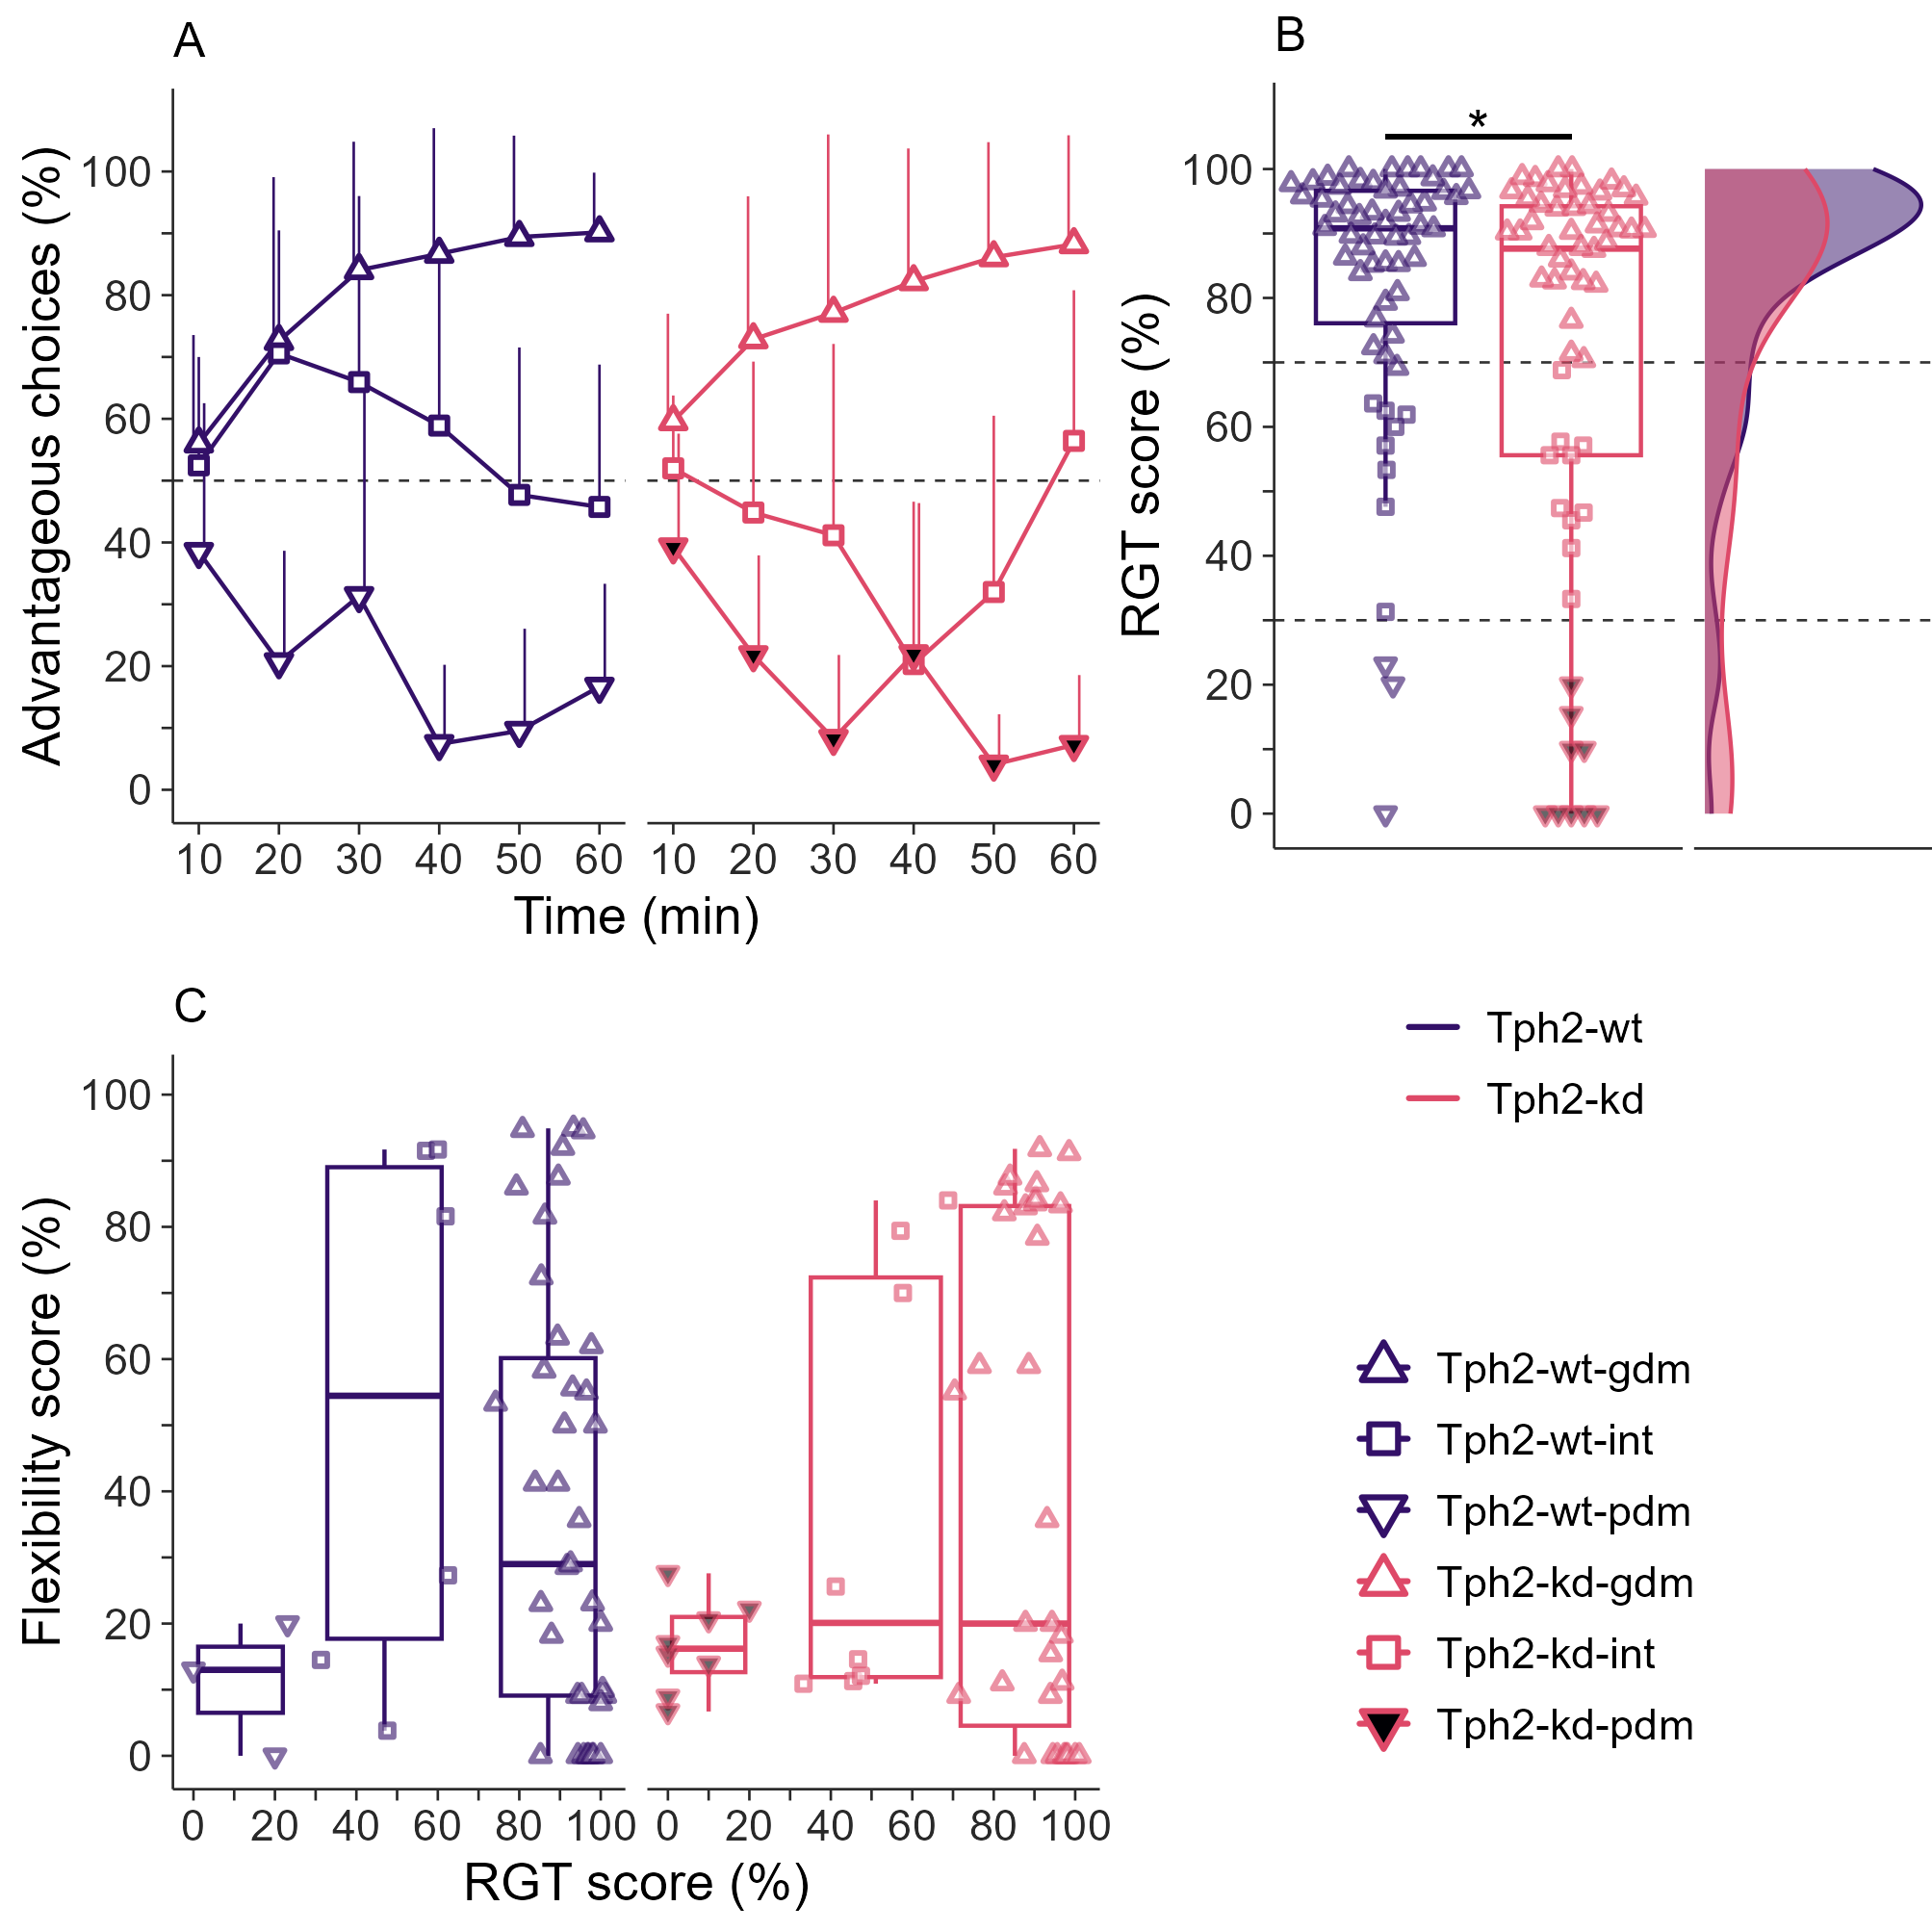 A
Advantageous choices (%)
100
80
60
40
20
0
10 20 30 40 50 60 10 20 30 40 50 60
Time (min)
B
*
RGT score (%)
100
80
60
40
20
0
C
Flexibility score (%)
100
80
60
40
20
0
0 20 40 60 80 100 0 20 40 60 80 100
RGT score (%)
Tph2-wt
Tph2-kd
Tph2-wt-gdm
Tph2-wt-int
Tph2-wt-pdm
Tph2-kd-gdm
Tph2-kd-int
Tph2-kd-pdm